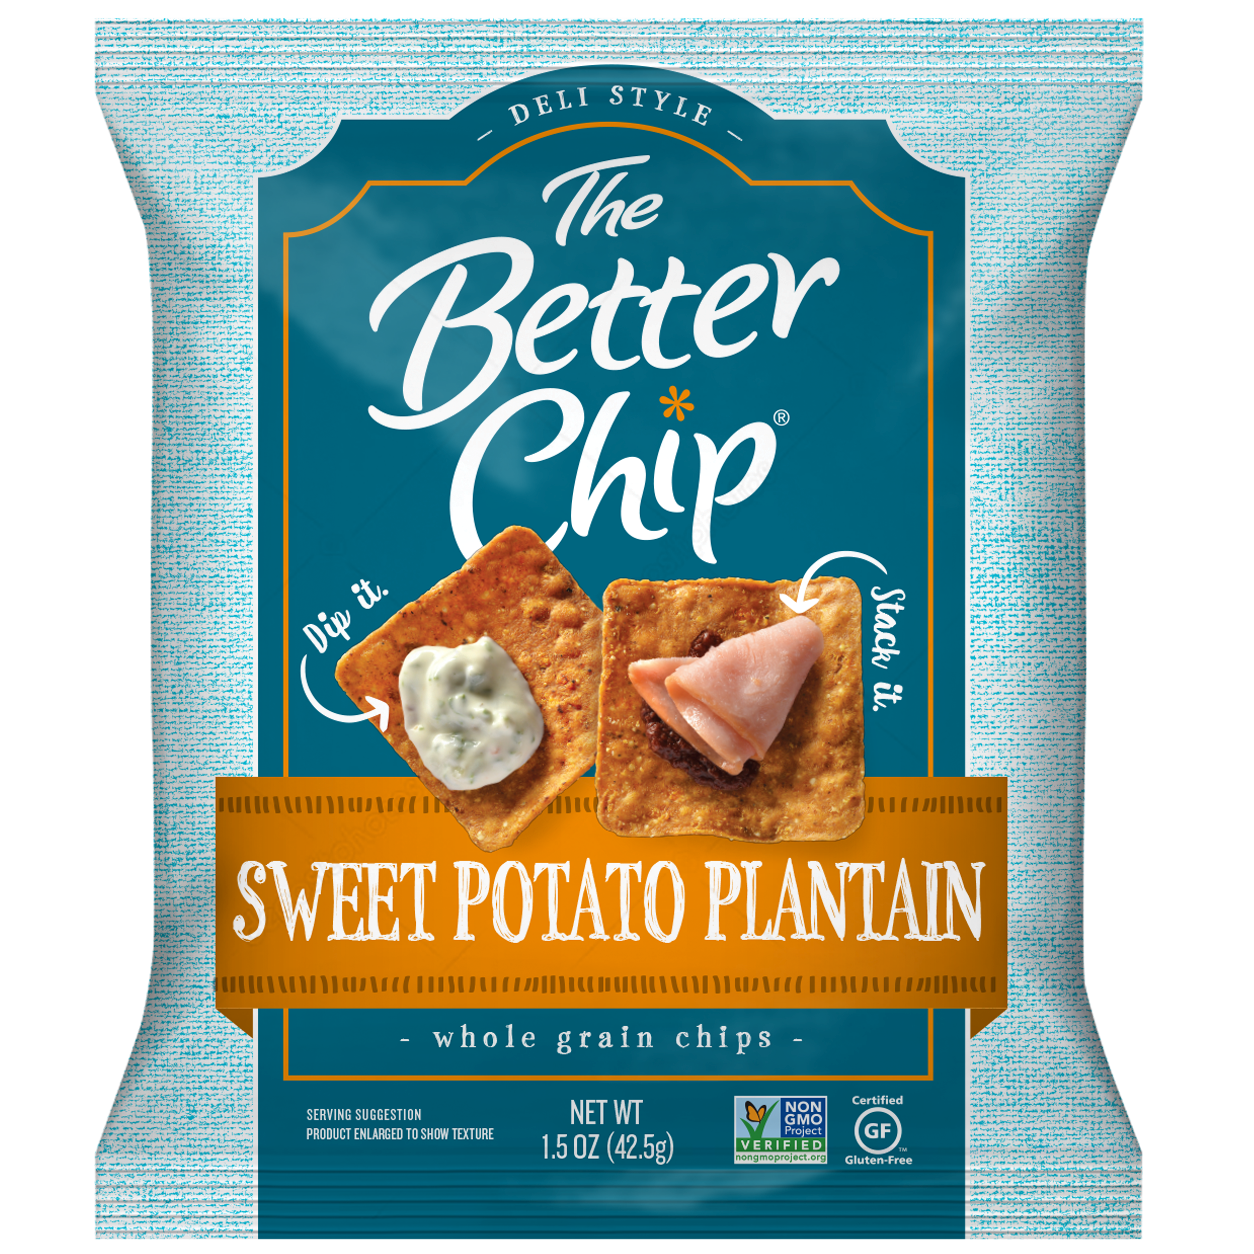 DELI STYLE
The
Better
Chip®
Dip it.
Stack it.
SWEET POTATO PLANTAIN
- whole grain chips -
SERVING SUGGESTION
PRODUCT ENLARGED TO SHOW TEXTURE
NET WT
1.5 OZ (42.5g)
NON
GMO
Project
VERIFIED
nongmoproject.org
Certified
GF
TM
Gluten-Free